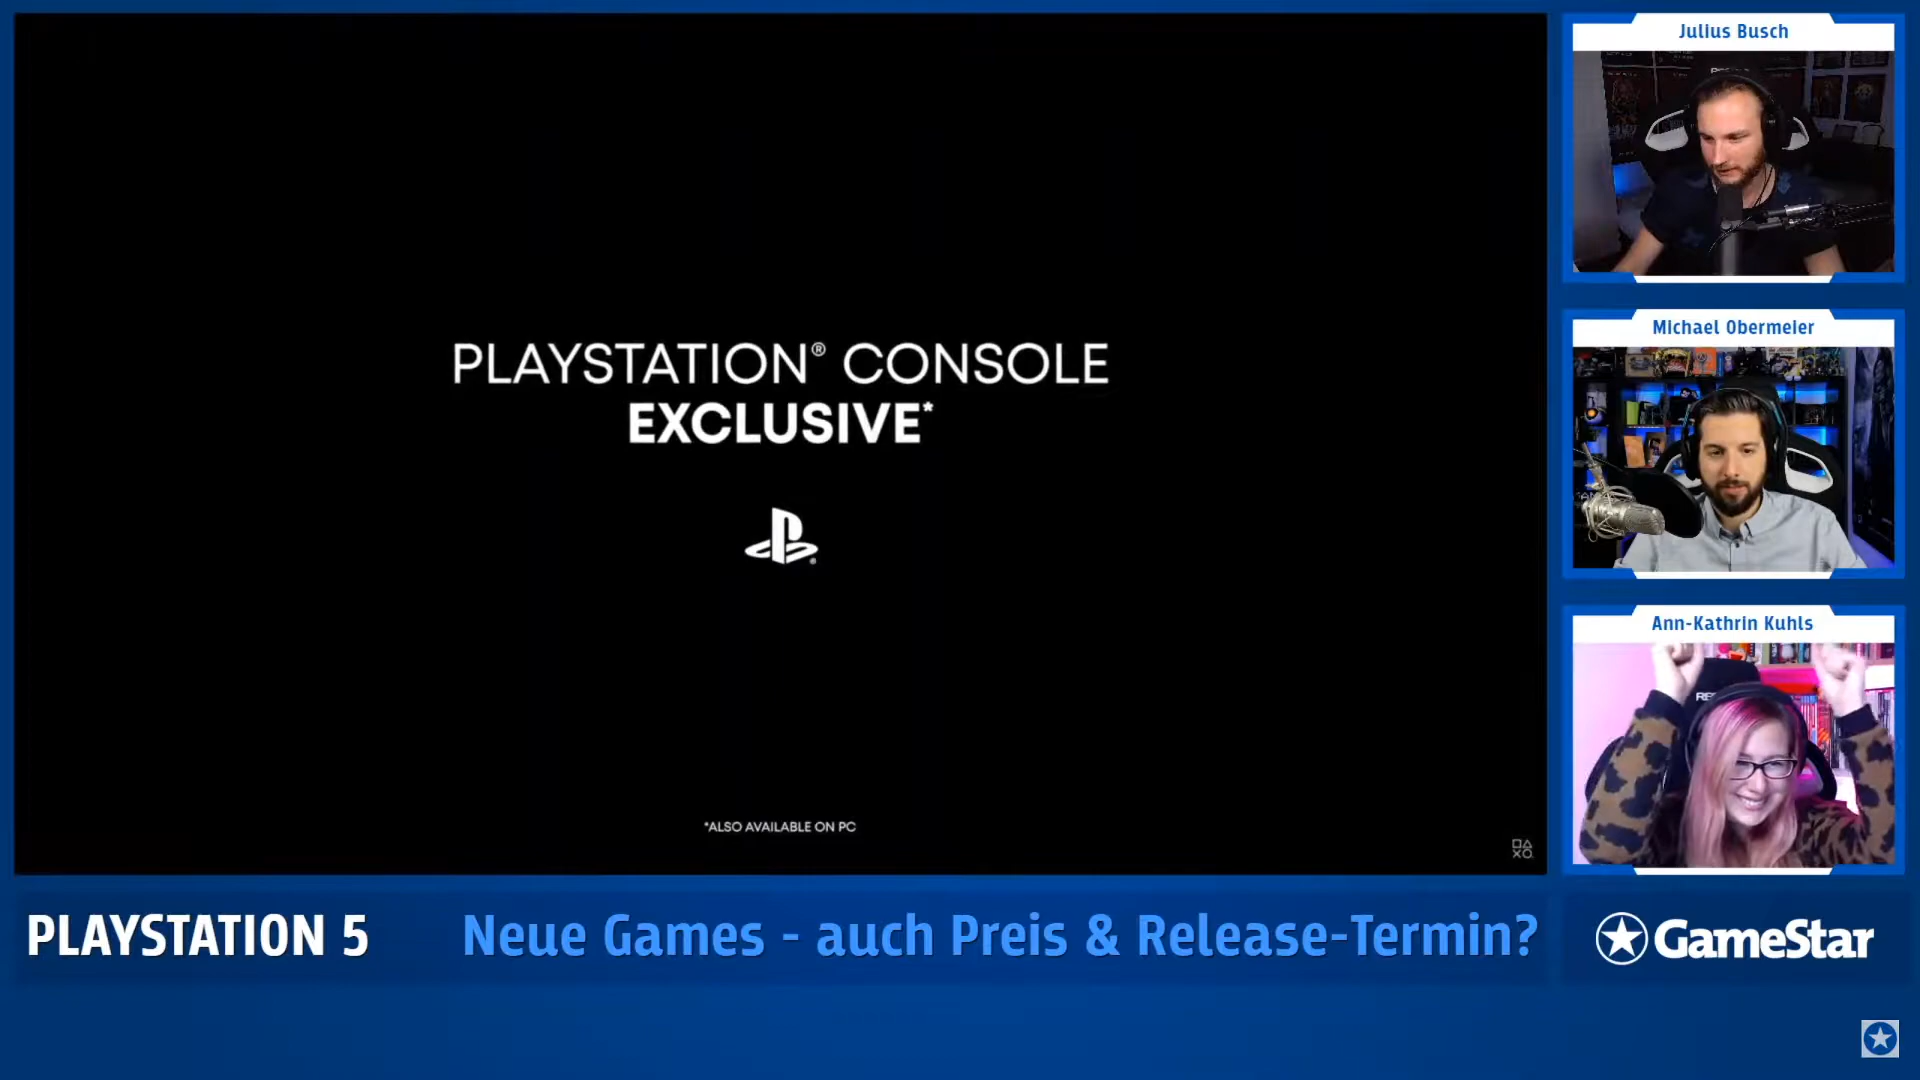 PLAYSTATION® CONSOLE
EXCLUSIVE*
*ALSO AVAILABLE ON PC
Julius Busch
Michael Obermeier
Ann-Kathrin Kuhls
PLAYSTATION 5
Neue Games - auch Preis & Release-Termin?
GameStar